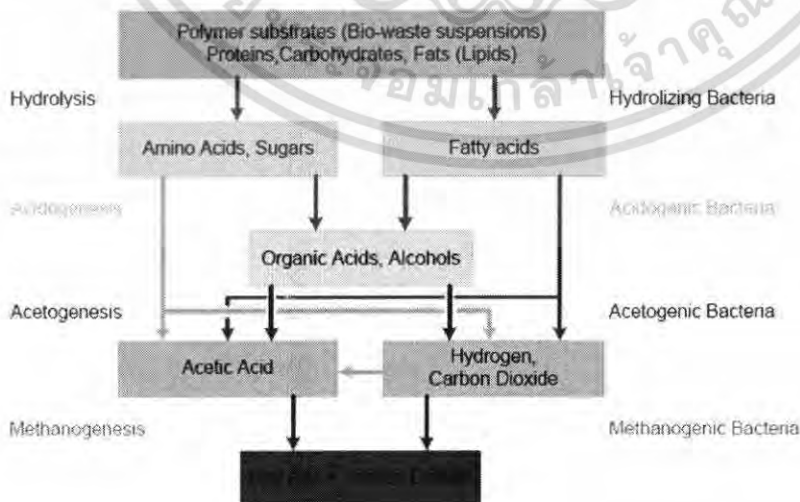 Polymer substrates (Bio-waste suspensions)
Proteins,Carbohydrates, Fats (Lipids)
Hydrolysis
Hydrolizing Bacteria
Amino Acids, Sugars
Fatty acids
Acidogenesis
Acidogenic Bacteria
Organic Acids, Alcohols
Acetogenesis
Acetogenic Bacteria
Acetic Acid
Hydrogen,
Carbon Dioxide
Methanogenesis
Methanogenic Bacteria